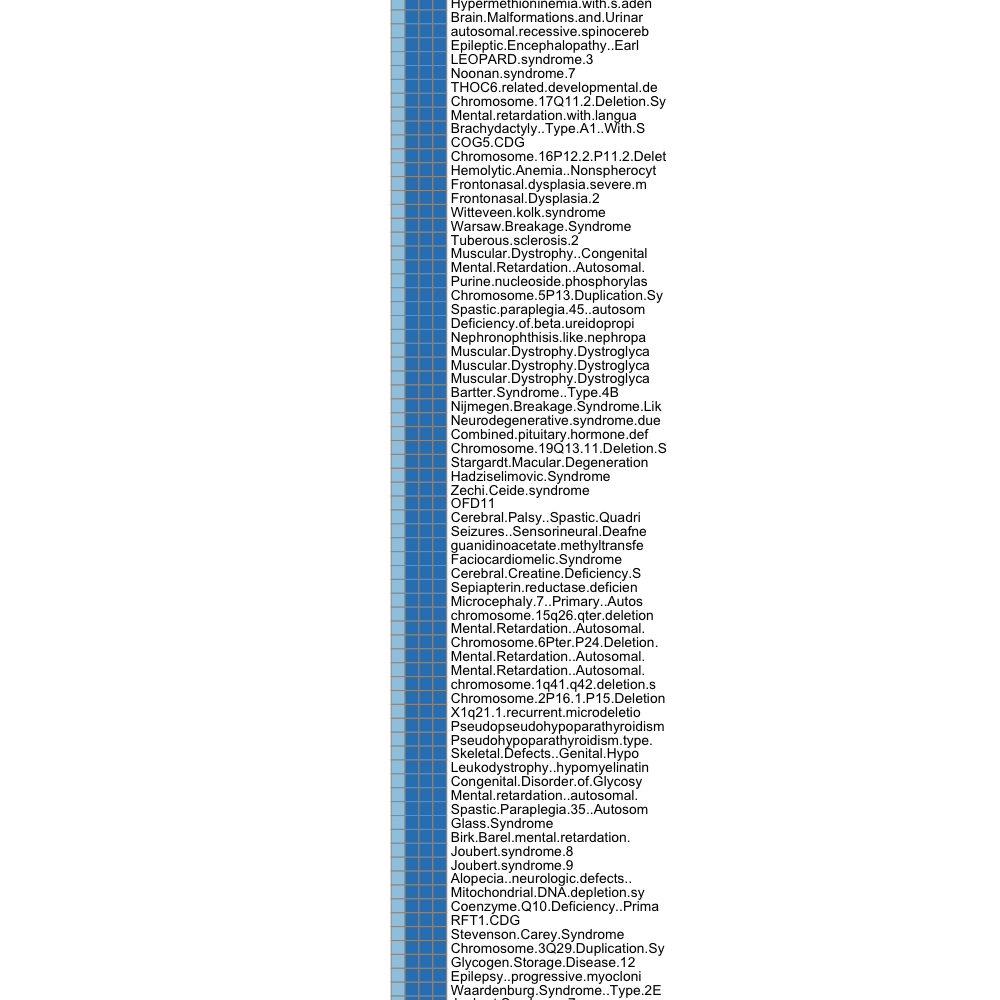 Hypermethioninemia.with.s.aden
Brain.Malformations.and.Urinar
autosomal.recessive.spinocereb
Epileptic.Encephalopathy..Earl
LEOPARD.syndrome.3
Noonan.syndrome.7
THOC6.related.developmental.de
Chromosome.17Q11.2.Deletion.Sy
Mental.retardation.with.langua
Brachydactyly..Type.A1..With.S
COG5.CDG
Chromosome.16P12.2.P11.2.Delet
Hemolytic.Anemia..Nonspherocyt
Frontonasal.dysplasia.severe.m
Frontonasal.Dysplasia.2
Witteveen.kolk.syndrome
Warsaw.Breakage.Syndrome
Tuberous.sclerosis.2
Muscular.Dystrophy..Congenital
Mental.Retardation..Autosomal.
Purine.nucleoside.phosphorylas
Chromosome.5P13.Duplication.Sy
Spastic.paraplegia.45..autosom
Deficiency.of.beta.ureidopropi
Nephronophthisis.like.nephropa
Muscular.Dystrophy.Dystroglyca
Muscular.Dystrophy.Dystroglyca
Muscular.Dystrophy.Dystroglyca
Bartter.Syndrome..Type.4B
Nijmegen.Breakage.Syndrome.Lik
Neurodegenerative.syndrome.due
Combined.pituitary.hormone.def
Chromosome.19Q13.11.Deletion.S
Stargardt.Macular.Degeneration
Hadziselimovic.Syndrome
Zechi.Ceide.syndrome
OFD11
Cerebral.Palsy..Spastic.Quadri
Seizures..Sensorineural.Deafne
guanidinoacetate.methyltransfe
Faciocardiomelic.Syndrome
Cerebral.Creatine.Deficiency.S
Sepiapterin.reductase.deficien
Microcephaly.7..Primary..Autos
chromosome.15q26.qter.deletion
Mental.Retardation..Autosomal.
Chromosome.6Pter.P24.Deletion.
Mental.Retardation..Autosomal.
Mental.Retardation..Autosomal.
chromosome.1q41.q42.deletion.s
Chromosome.2P16.1.P15.Deletion
X1q21.1.recurrent.microdeletio
Pseudopseudohypoparathyroidism
Pseudohypoparathyroidism.type.
Skeletal.Defects..Genital.Hypo
Leukodystrophy..hypomyelinatin
Congenital.Disorder.of.Glycosy
Mental.retardation..autosomal.
Spastic.Paraplegia.35..Autosom
Glass.Syndrome
Birk.Barel.mental.retardation.
Joubert.syndrome.8
Joubert.syndrome.9
Alopecia..neurologic.defects..
Mitochondrial.DNA.depletion.sy
Coenzyme.Q10.Deficiency..Prima
RFT1.CDG
Stevenson.Carey.Syndrome
Chromosome.3Q29.Duplication.Sy
Glycogen.Storage.Disease.12
Epilepsy..progressive.myocloni
Waardenburg.Syndrome..Type.2E